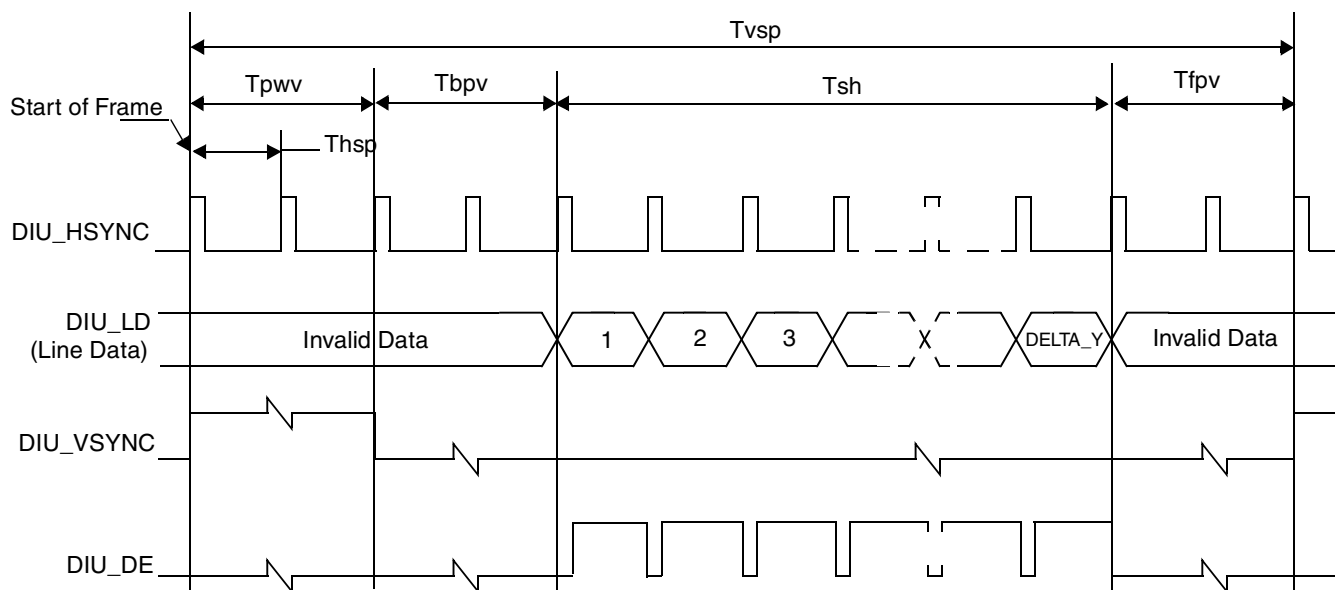 Tvsp
Tpwv Tbpv Tsh Tfpv
Start of Frame
Thsp
DIU_HSYNC
DIU_LD
(Line Data)
Invalid Data 1 2 3 DELTA_Y Invalid Data
DIU_VSYNC
DIU_DE